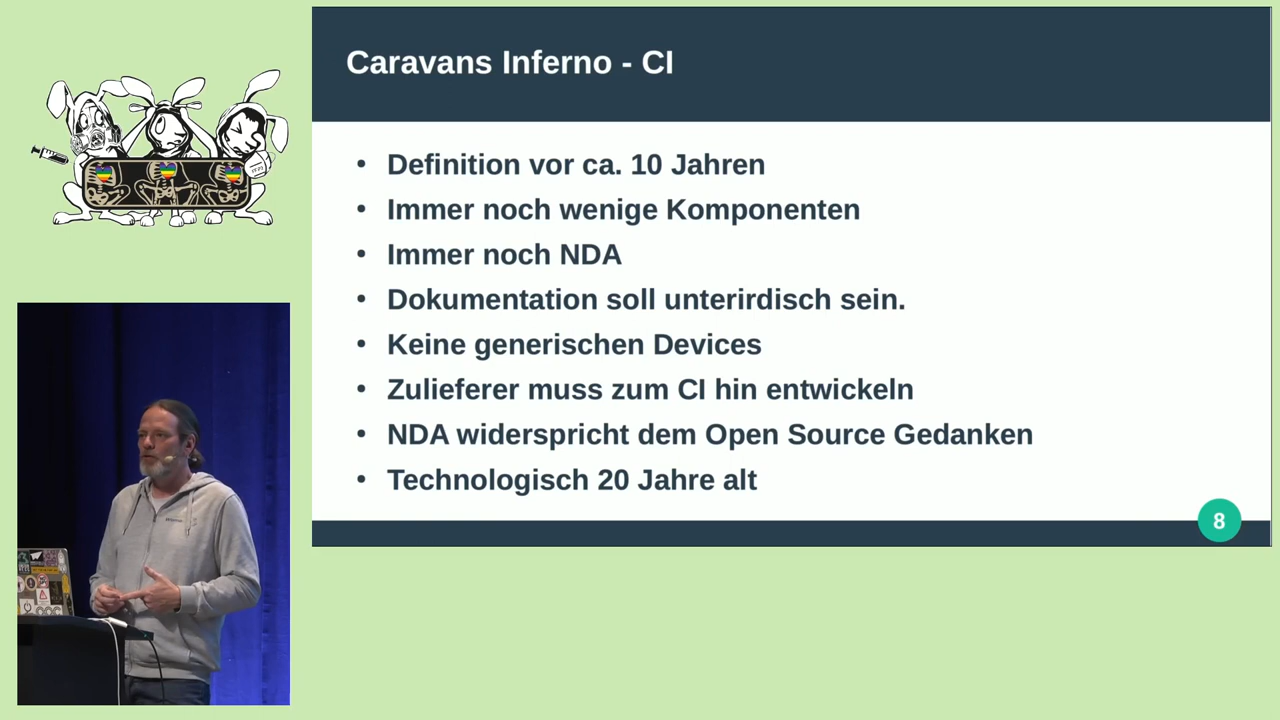 Caravans Inferno - CI
• Definition vor ca. 10 Jahren
• Immer noch wenige Komponenten
• Immer noch NDA
• Dokumentation soll unterirdisch sein.
• Keine generischen Devices
• Zulieferer muss zum CI hin entwickeln
• NDA widerspricht dem Open Source Gedanken
• Technologisch 20 Jahre alt
8